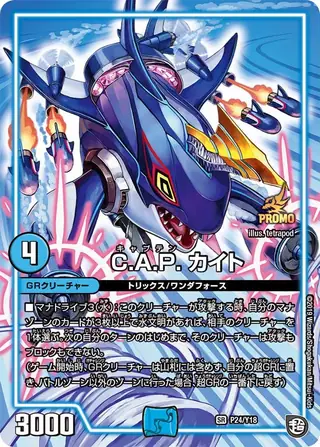 PROMO
illus. tetrapod
キャプテン
4
C.A.P. カイト
GRクリーチャー
トリックス/ワンダフォース
■マナドライブ3(水):このクリーチャーが攻撃する時、自分のマナ
ゾーンのカードが3枚以上で水文明があれば、相手のクリーチャーを
1体選ぶ。次の自分のターンのはじめまで、そのクリーチャーは攻撃も
ブロックもできない。
(ゲーム開始時、GRクリーチャーは山札には含めず、自分の超GRに置
き、バトルゾーン以外のゾーンに行った場合、超GRの一番下に戻す)
3000
SR P24/Y18
超